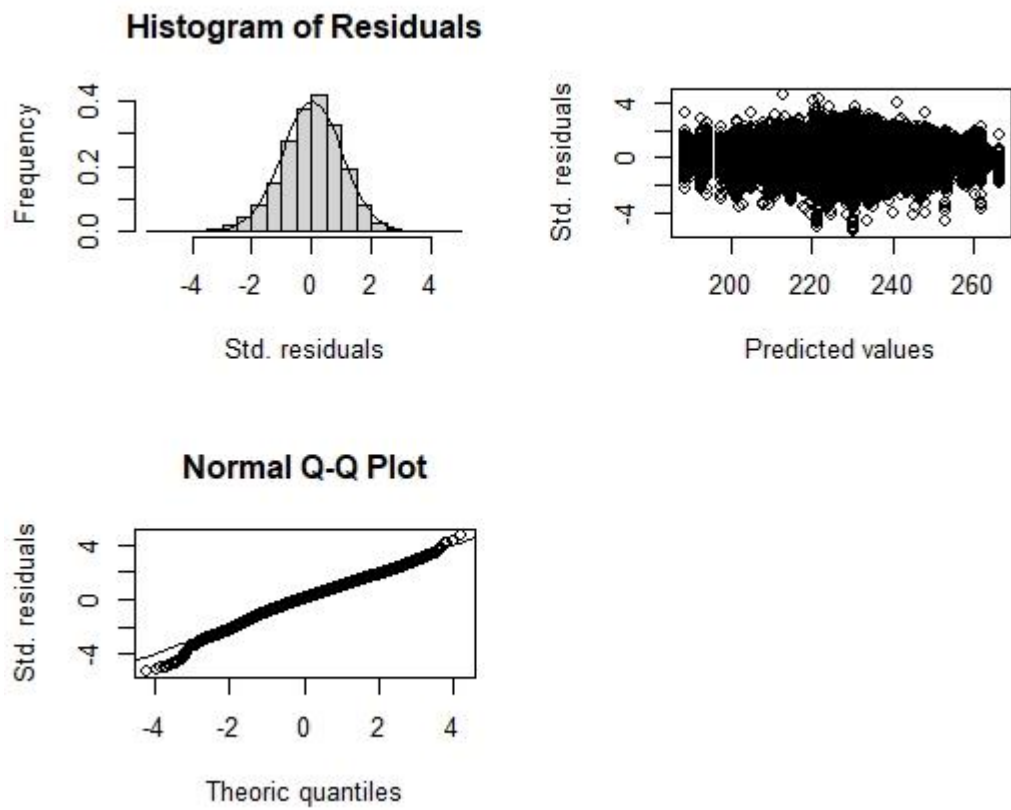 Histogram of Residuals
Frequency
0.0 0.2 0.4
-4 -2 0 2 4
Std. residuals
Std. residuals
-4 0 4
200 220 240 260
Predicted values
Normal Q-Q Plot
Std. residuals
-4 0 4
-4 -2 0 2 4
Theoric quantiles